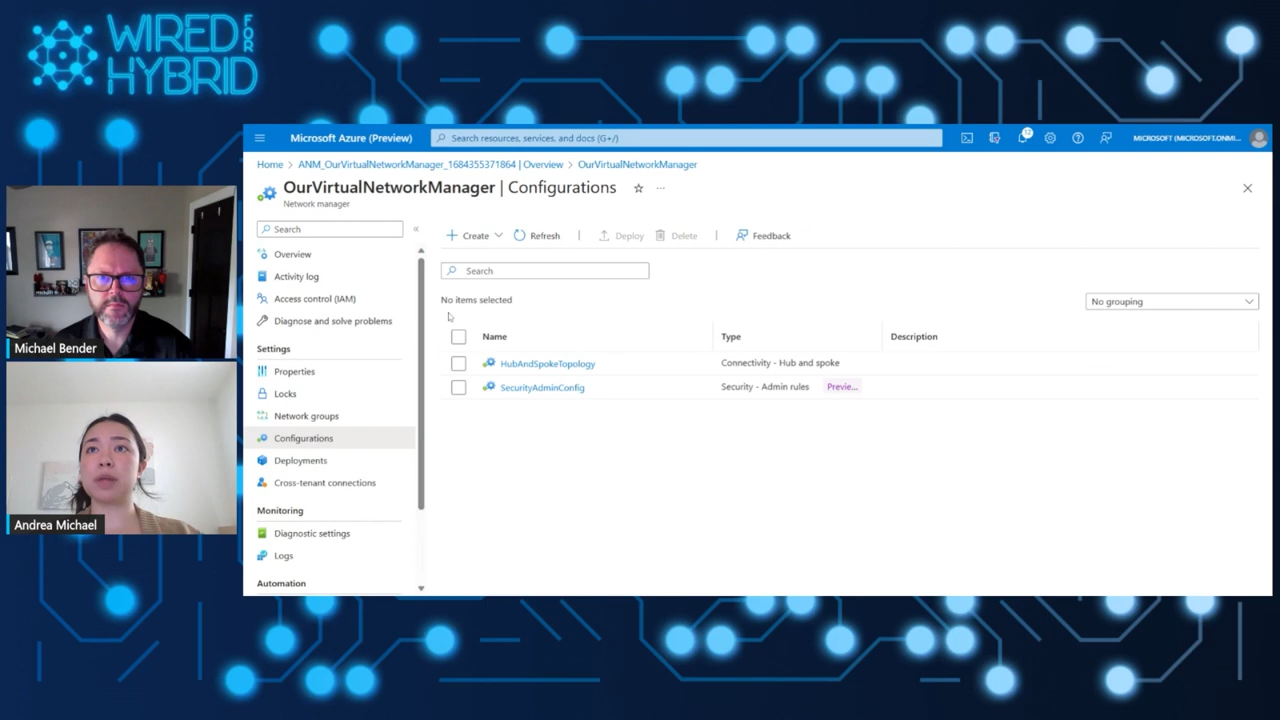 WIRED
FOR
HYBRID
Microsoft Azure (Preview)
Search resources, services, and docs (G+/)
MICROSOFT (MICROSOFT.ONMI...
Home > ANM_OurVirtualNetworkManager_1684355371864 | Overview > OurVirtualNetworkManager
OurVirtualNetworkManager | Configurations
Network manager
Search
Overview
Activity log
Access control (IAM)
Diagnose and solve problems
Settings
Properties
Locks
Network groups
Configurations
Deployments
Cross-tenant connections
Monitoring
Diagnostic settings
Logs
Automation
Create
Refresh
Deploy
Delete
Feedback
Search
No items selected
No grouping
Name Type Description
HubAndSpokeTopology Connectivity - Hub and spoke
SecurityAdminConfig Security - Admin rules Previe...
Michael Bender
Andrea Michael